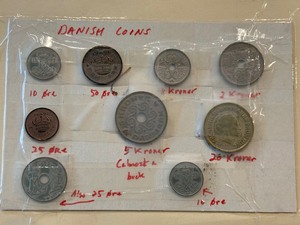 DANISH COINS
10 Øre
50 Øre
Kroner
2 Kroner
25 Øre
5 Kroner
(almost a
buck
20 Kroner
Also 25 Øre
10 Øre